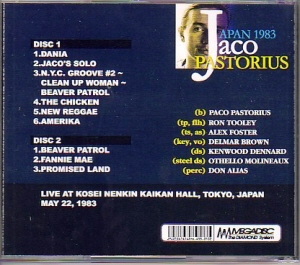 JAPAN 1983
Jaco
PASTORIUS
DISC 1
1.DANIA
2.JACO'S SOLO
3.N.Y.C. GROOVE #2 ~
CLEAN UP WOMAN ~
BEAVER PATROL
4.THE CHICKEN
5.NEW REGGAE
6.AMERIKA
DISC 2
1.BEAVER PATROL
2.FANNIE MAE
3.PROMISED LAND
(b) PACO PASTORIUS
(tp, flh) RON TOOLEY
(ts, as) ALEX FOSTER
(key, vo) DELMAR BROWN
(ds) KENWOOD DENNARD
(steel ds) OTHELLO MOLINEAUX
(perc) DON ALIAS
LIVE AT KOSEI NENKIN KAIKAN HALL, TOKYO, JAPAN
MAY 22, 1983
MEGADISC
The DIAMOND System